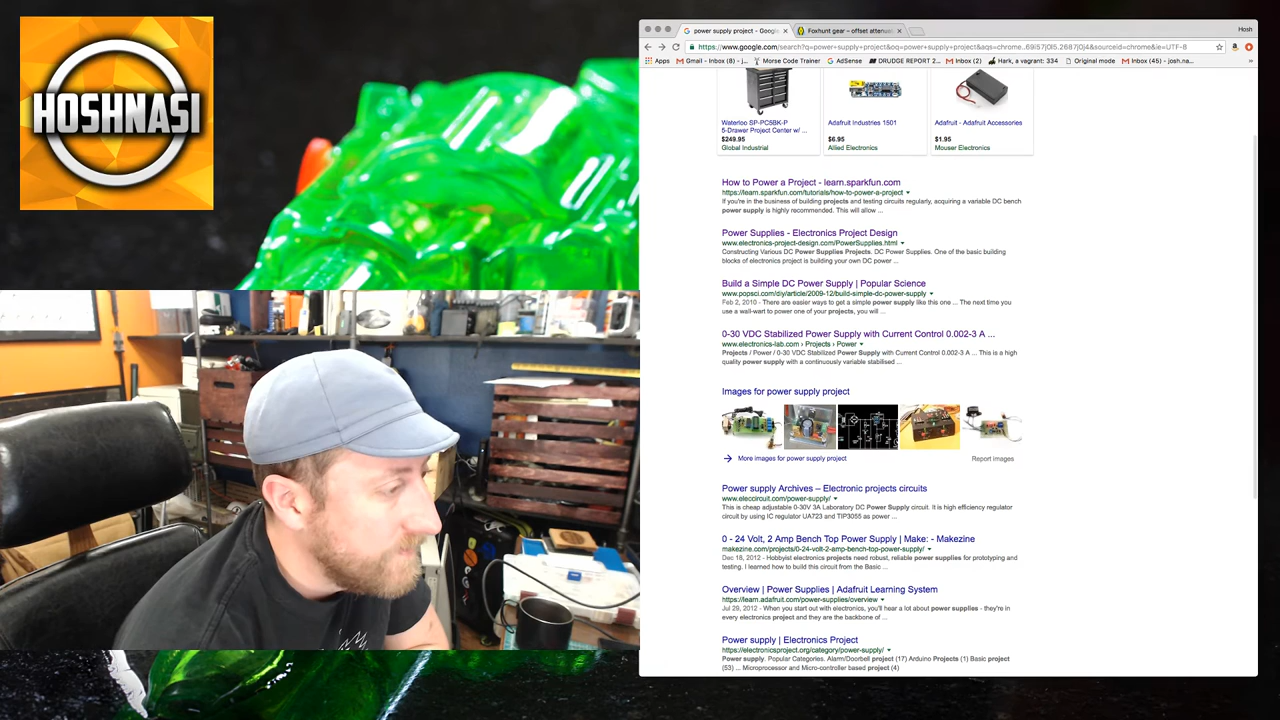 HOSHNASI
power supply project - Google
Foxhunt gear – offset attenua
Hosh
https://www.google.com/search?q=power+supply+project&oq=power+supply+project&aqs=chrome..69i57j0l5.2687j0j4&sourceid=chrome&ie=UTF-8
Apps
Gmail - Inbox (8) - j...
Morse Code Trainer
AdSense
DRUDGE REPORT 2...
Inbox (2)
Hark, a vagrant: 334
Original mode
Inbox (45) - josh.na...
Waterloo SP-PC5BK-P
5-Drawer Project Center w/ ...
$249.95
Global Industrial
Adafruit Industries 1501
$6.95
Allied Electronics
Adafruit - Adafruit Accessories
$1.95
Mouser Electronics
How to Power a Project - learn.sparkfun.com
https://learn.sparkfun.com/tutorials/how-to-power-a-project
If you're in the business of building projects and testing circuits regularly, acquiring a variable DC bench
power supply is highly recommended. This will allow ...
Power Supplies - Electronics Project Design
www.electronics-project-design.com/PowerSupplies.html
Constructing Various DC Power Supplies Projects. DC Power Supplies. One of the basic building
blocks of electronics project is building your own DC power ...
Build a Simple DC Power Supply | Popular Science
www.popsci.com/diy/article/2009-12/build-simple-dc-power-supply
Feb 2, 2010 - There are easier ways to get a simple power supply like this one ... The next time you
use a wall-wart to power one of your projects, you will ...
0-30 VDC Stabilized Power Supply with Current Control 0.002-3 A ...
www.electronics-lab.com › Projects › Power
Projects / Power / 0-30 VDC Stabilized Power Supply with Current Control 0.002-3 A ... This is a high
quality power supply with a continuously variable stabilised ...
Images for power supply project
More images for power supply project
Report images
Power supply Archives – Electronic projects circuits
www.eleccircuit.com/power-supply/
This is cheap adjustable 0-30V 3A Laboratory DC Power Supply circuit. It is high efficiency regulator
circuit by using IC regulator UA723 and TIP3055 as power ...
0 - 24 Volt, 2 Amp Bench Top Power Supply | Make: - Makezine
makezine.com/projects/0-24-volt-2-amp-bench-top-power-supply/
Dec 18, 2012 - Hobbyist electronics projects need robust, reliable power supplies for prototyping and
testing. I learned how to build this circuit from the Basic ...
Overview | Power Supplies | Adafruit Learning System
https://learn.adafruit.com/power-supplies/overview
Jul 29, 2012 - When you start out with electronics, you'll hear a lot about power supplies - they're in
every electronics project and they are the backbone of ...
Power supply | Electronics Project
https://electronicsproject.org/category/power-supply/
Power supply. Popular Categories. Alarm/Doorbell project (17) Arduino Projects (1) Basic project
(53) ... Microprocessor and Micro-controller based project (4)